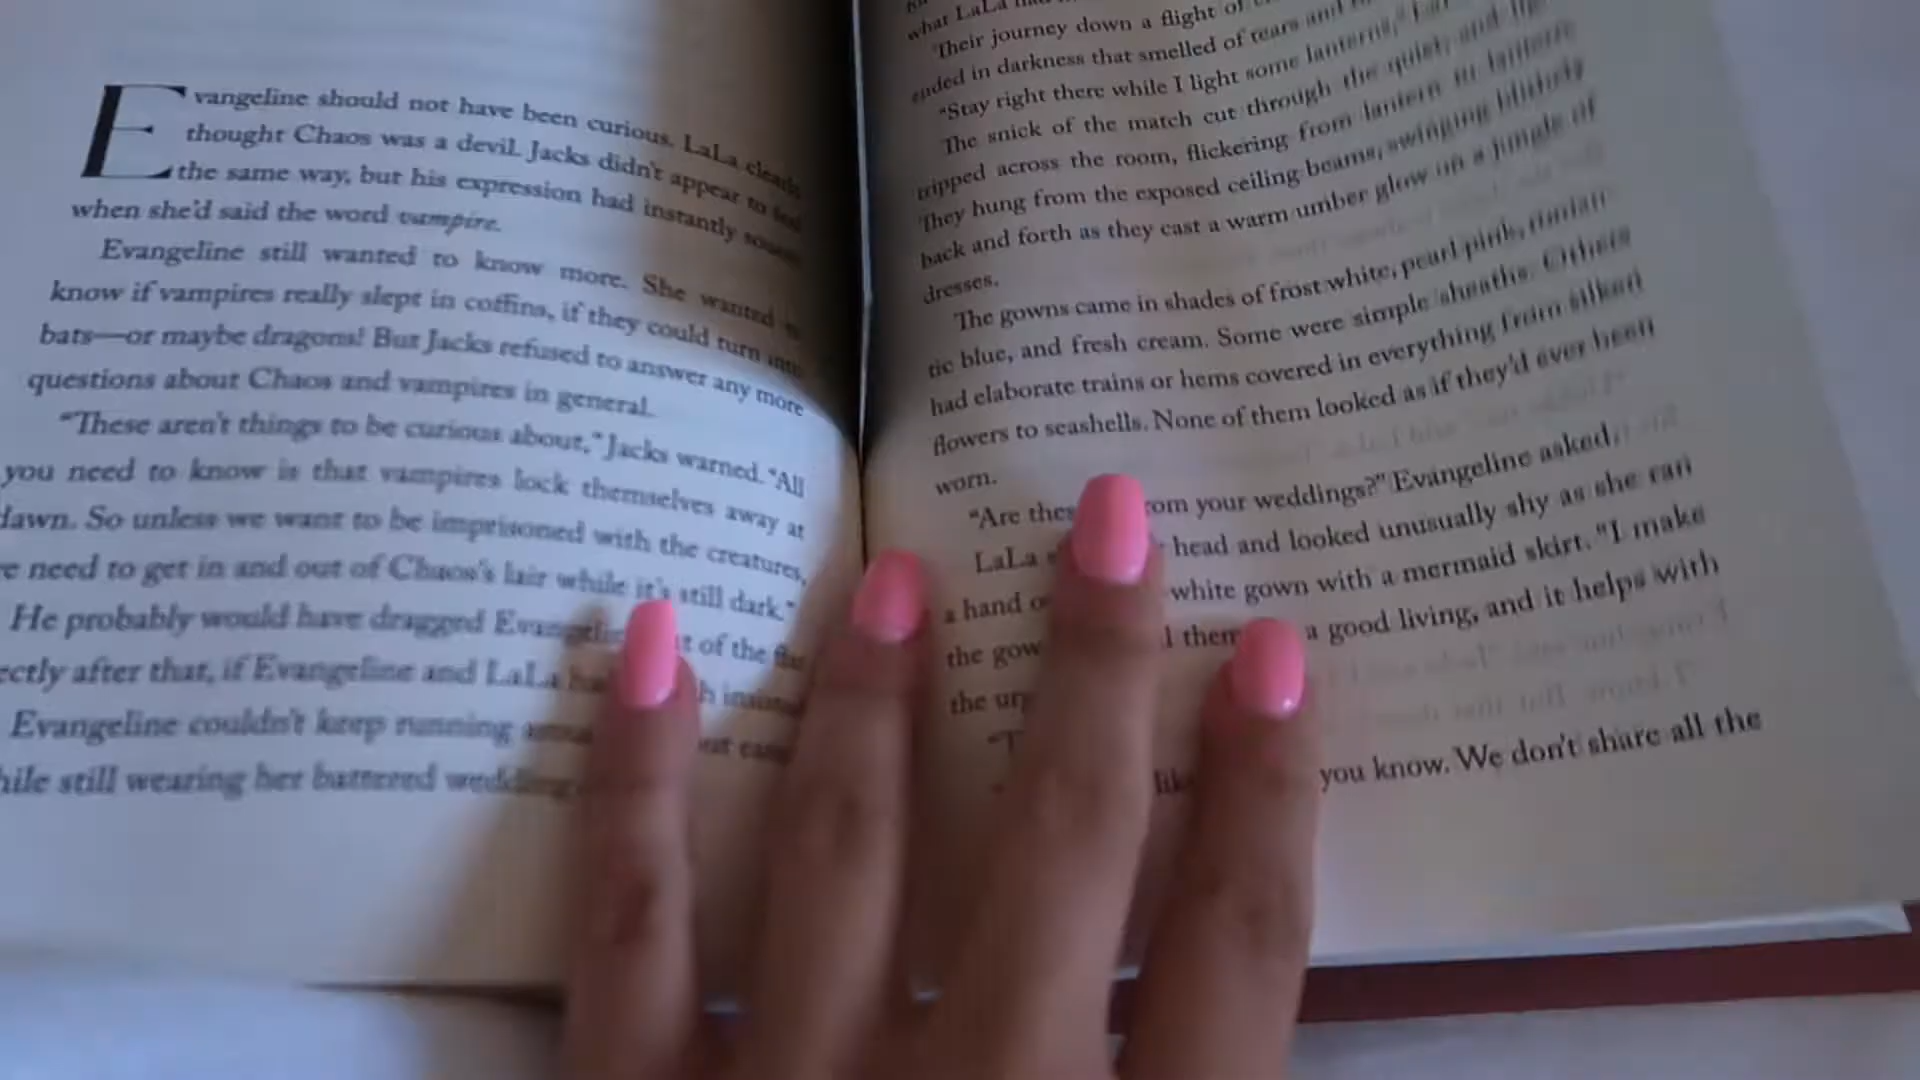 Evangeline should not have been curious. LaLa clearly
thought Chaos was a devil. Jacks didn't appear to feel
the same way, but his expression had instantly soured
when she'd said the word vampire.
Evangeline still wanted to know more. She wanted to
know if vampires really slept in coffins, if they could turn into
bats—or maybe dragons! But Jacks refused to answer any more
questions about Chaos and vampires in general.
"These aren't things to be curious about," Jacks warned. "All
you need to know is that vampires lock themselves away at
dawn. So unless we want to be imprisoned with the creatures,
need to get in and out of Chaos's lair while it's still dark."
He probably would have dragged Evangeline of the
after that, if Evangeline and LaLa
Evangeline couldn't keep running
still wearing her battered wedding
what LaLa
Their journey down a flight of
ended in darkness that smelled of tears and
"Stay right there while I light some lanterns,"
The snick of the match cut through the quiet, and
tripped across the room, flickering from lantern to lantern
They hung from the exposed ceiling beams, swinging blithely
back and forth as they cast a warm umber glow on a jungle of
dresses.
The gowns came in shades of frost white, pearl pink,
tic blue, and fresh cream. Some were simple sheaths. Others
had elaborate trains or hems covered in everything from silken
flowers to seashells. None of them looked as if they'd ever been
worn.
"Are your weddings?" Evangeline asked.
LaLa head and looked unusually shy as she ran
a hand white gown with a mermaid skirt. "I make
the a good living, and it helps with
the
you know. We don't share all the